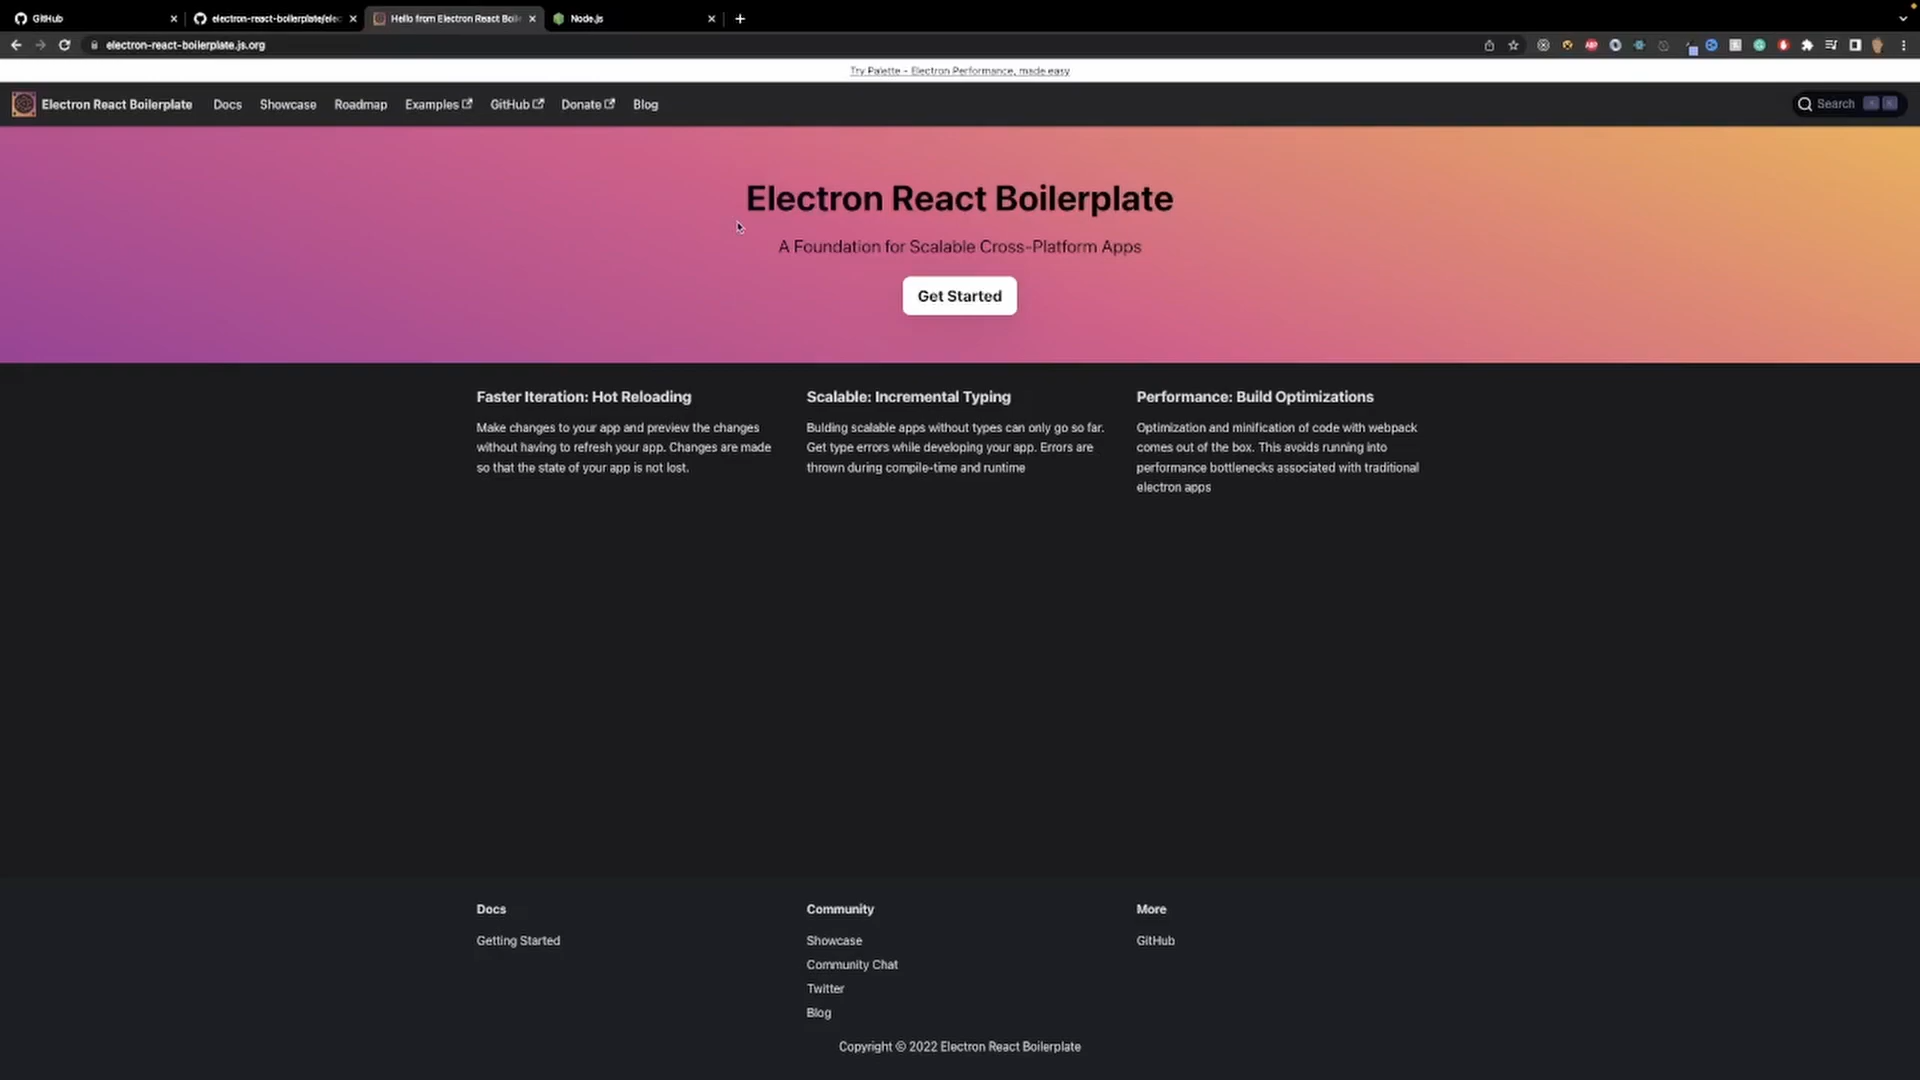 GitHub
electron-react-boilerplate/elec
Hello from Electron React Boile
Node.js
electron-react-boilerplate.js.org
Try Palette - Electron Performance, made easy
Electron React Boilerplate
Docs
Showcase
Roadmap
Examples
GitHub
Donate
Blog
Search
Electron React Boilerplate
A Foundation for Scalable Cross-Platform Apps
Get Started
Faster Iteration: Hot Reloading
Make changes to your app and preview the changes
without having to refresh your app. Changes are made
so that the state of your app is not lost.
Scalable: Incremental Typing
Bulding scalable apps without types can only go so far.
Get type errors while developing your app. Errors are
thrown during compile-time and runtime
Performance: Build Optimizations
Optimization and minification of code with webpack
comes out of the box. This avoids running into
performance bottlenecks associated with traditional
electron apps
Docs
Getting Started
Community
Showcase
Community Chat
Twitter
Blog
More
GitHub
Copyright © 2022 Electron React Boilerplate